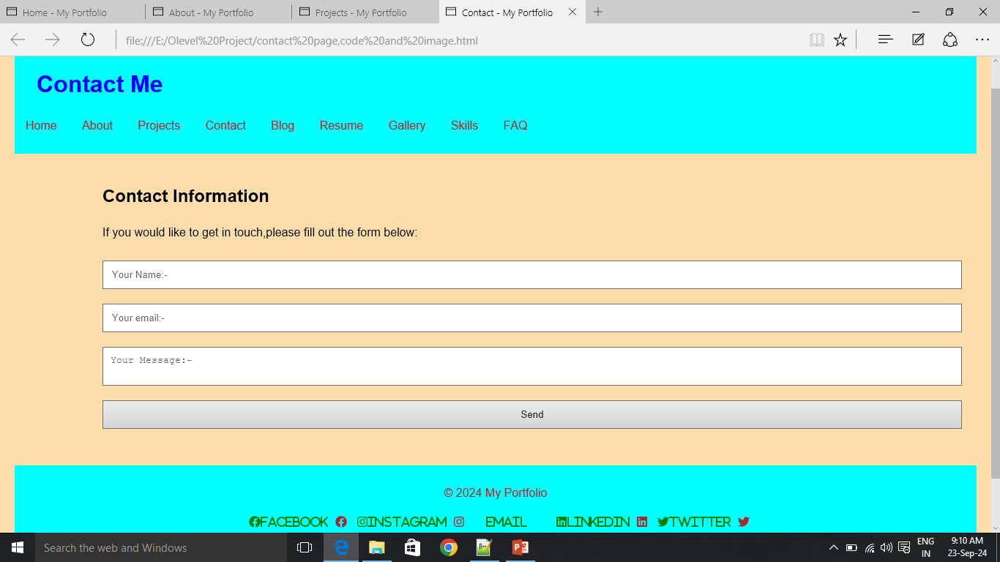 Home - My Portfolio About - My Portfolio Projects - My Portfolio Contact - My Portfolio
file:///E:/Olevel%20Project/contact%20page,code%20and%20image.html
Contact Me
Home About Projects Contact Blog Resume Gallery Skills FAQ
Contact Information
If you would like to get in touch,please fill out the form below:
Your Name:-
Your email:-
Your Message:-
Send
© 2024 My Portfolio
FACEBOOK INSTAGRAM EMAIL LINKEDIN TWITTER
Search the web and Windows ENG 9:10 AM
IN 23-Sep-24